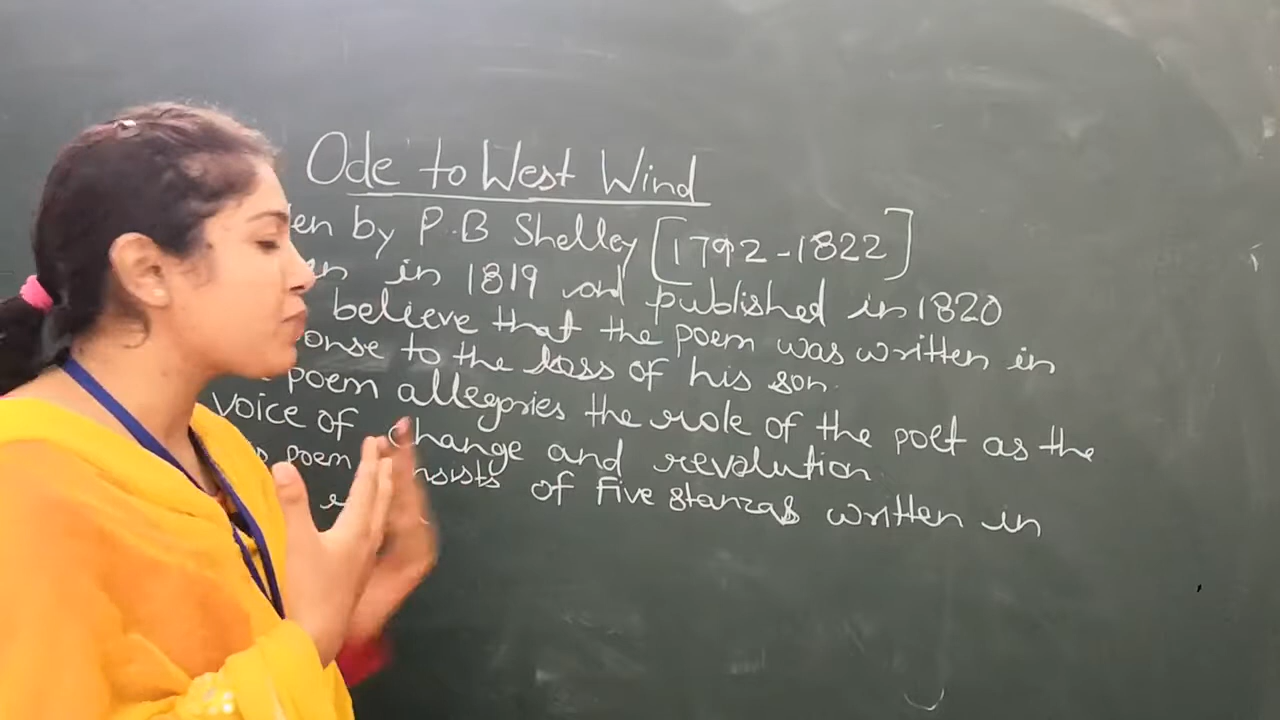 Ode to West Wind
en by P.B Shelley [1792-1822]
en in 1819 and published in 1820
believe that the poem was written in
onse to the loss of his son.
poem allegories the role of the poet as the
voice of change and revolution
poem nsists of Five stanzas written in